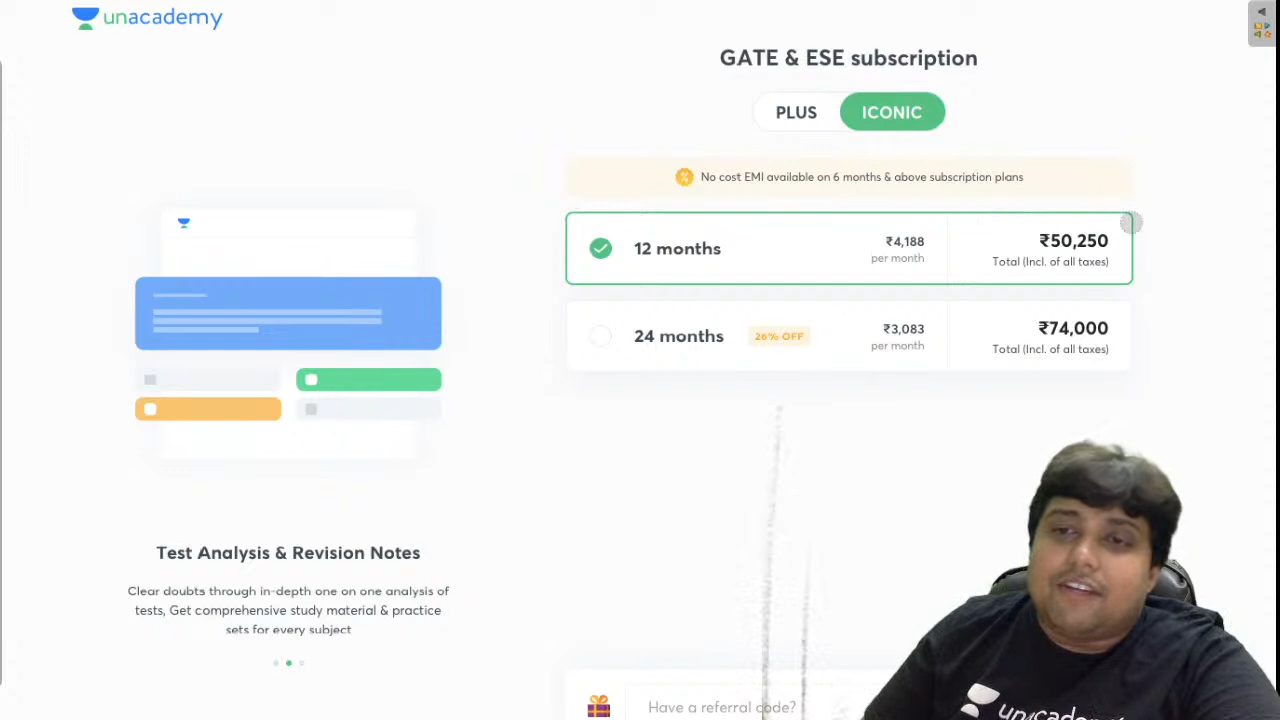 unacademy
GATE & ESE subscription
PLUS
ICONIC
No cost EMI available on 6 months & above subscription plans
12 months
₹4,188
per month
₹50,250
Total (Incl. of all taxes)
24 months
26% OFF
₹3,083
per month
₹74,000
Total (Incl. of all taxes)
Test Analysis & Revision Notes
Clear doubts through in-depth one on one analysis of
tests, Get comprehensive study material & practice
sets for every subject
Have a referral code?
unacademy